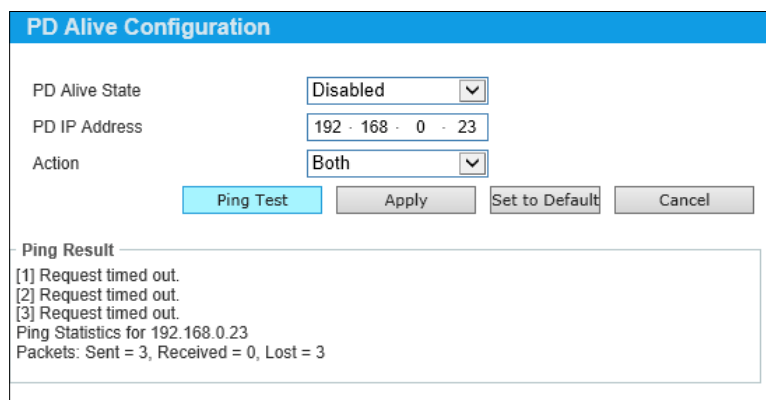 PD Alive Configuration
PD Alive State Disabled
PD IP Address 192 · 168 · 0 · 23
Action Both
Ping Test Apply Set to Default Cancel
Ping Result
[1] Request timed out.
[2] Request timed out.
[3] Request timed out.
Ping Statistics for 192.168.0.23
Packets: Sent = 3, Received = 0, Lost = 3